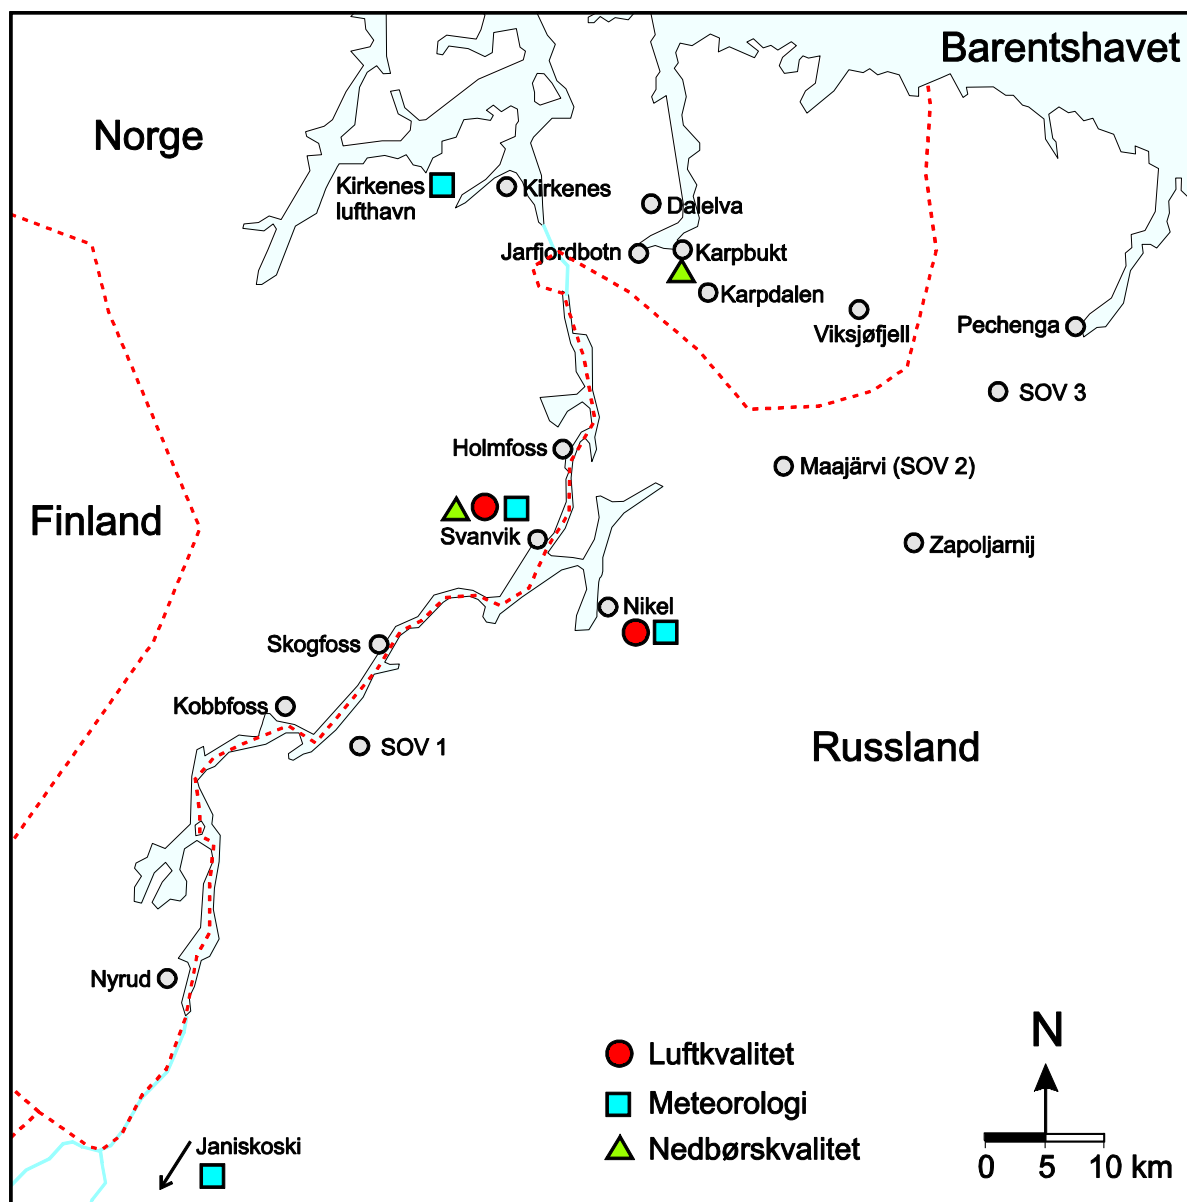 Barentshavet
Norge
Kirkenes
lufthavn
Kirkenes
Dalelva
Jarfjordbotn
Karpbukt
Karpdalen
Viksjøfjell
Pechenga
SOV 3
Holmfoss
Maajärvi (SOV 2)
Finland
Svanvik
Zapoljarnij
Nikel
Skogfoss
Kobbfoss
SOV 1
Russland
Nyrud
N
Luftkvalitet
Meteorologi
Nedbørskvalitet
Janiskoski
0 5 10 km